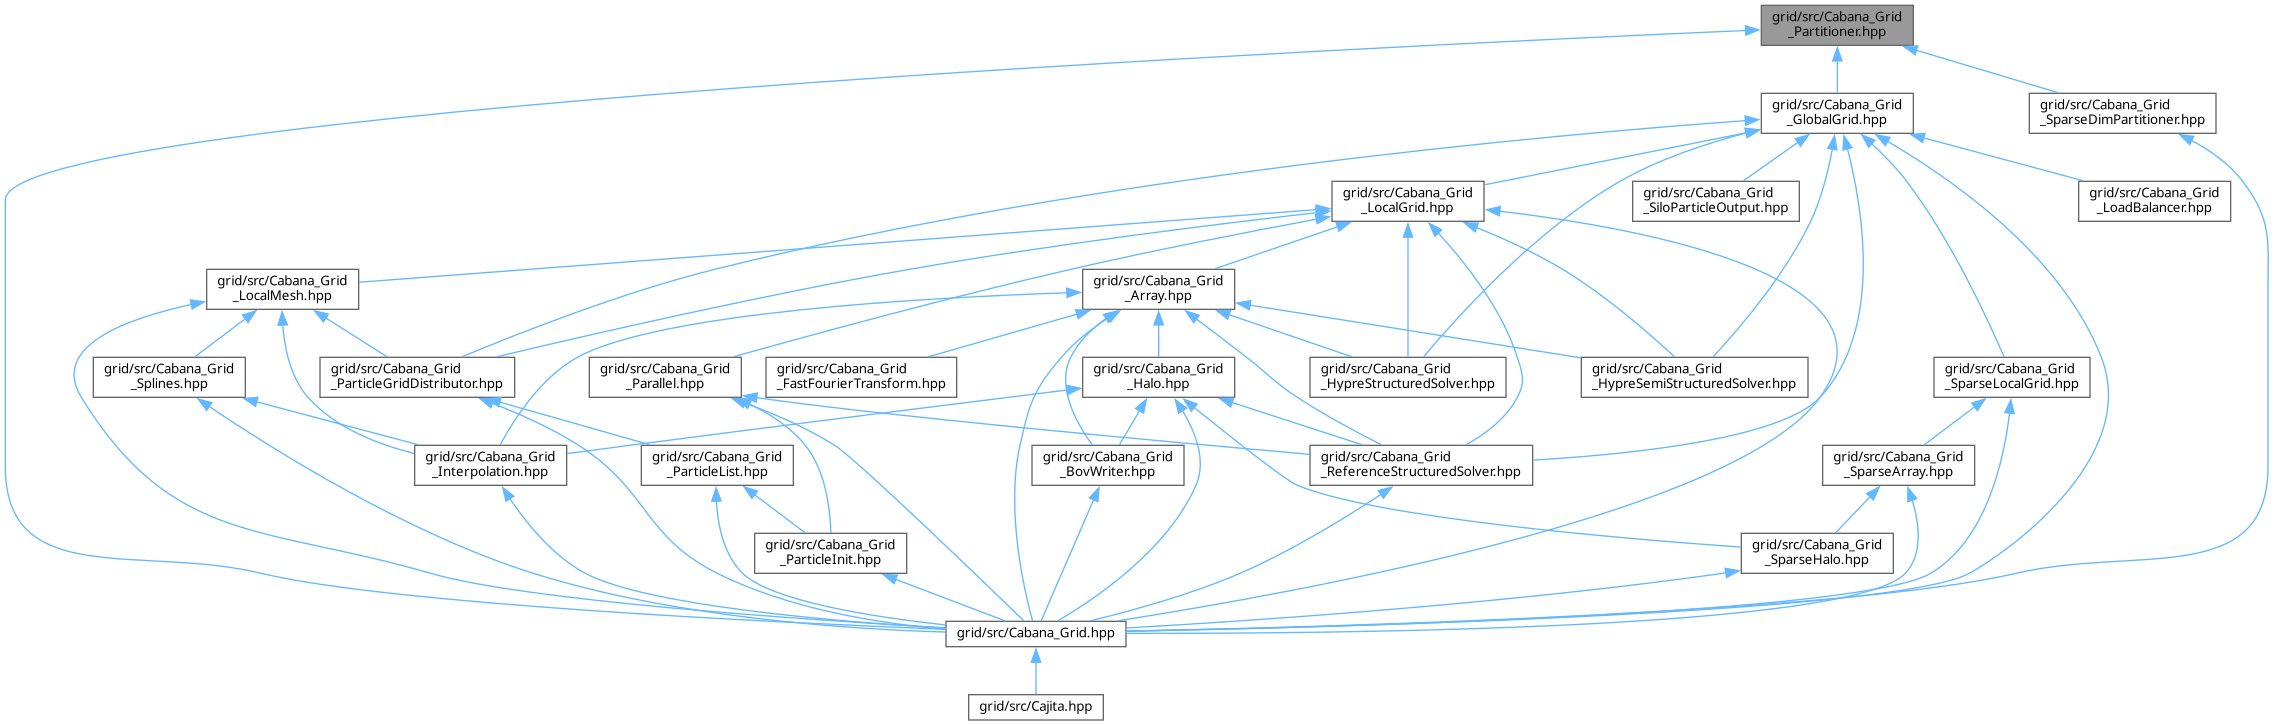 grid/src/Cabana_Grid
_Partitioner.hpp
grid/src/Cabana_Grid
_GlobalGrid.hpp
grid/src/Cabana_Grid
_SparseDimPartitioner.hpp
grid/src/Cabana_Grid
_LocalGrid.hpp
grid/src/Cabana_Grid
_SiloParticleOutput.hpp
grid/src/Cabana_Grid
_LoadBalancer.hpp
grid/src/Cabana_Grid
_LocalMesh.hpp
grid/src/Cabana_Grid
_Array.hpp
grid/src/Cabana_Grid
_Splines.hpp
grid/src/Cabana_Grid
_ParticleGridDistributor.hpp
grid/src/Cabana_Grid
_Parallel.hpp
grid/src/Cabana_Grid
_FastFourierTransform.hpp
grid/src/Cabana_Grid
_Halo.hpp
grid/src/Cabana_Grid
_HypreStructuredSolver.hpp
grid/src/Cabana_Grid
_HypreSemiStructuredSolver.hpp
grid/src/Cabana_Grid
_SparseLocalGrid.hpp
grid/src/Cabana_Grid
_Interpolation.hpp
grid/src/Cabana_Grid
_ParticleList.hpp
grid/src/Cabana_Grid
_BovWriter.hpp
grid/src/Cabana_Grid
_ReferenceStructuredSolver.hpp
grid/src/Cabana_Grid
_SparseArray.hpp
grid/src/Cabana_Grid
_ParticleInit.hpp
grid/src/Cabana_Grid
_SparseHalo.hpp
grid/src/Cabana_Grid.hpp
grid/src/Cajita.hpp